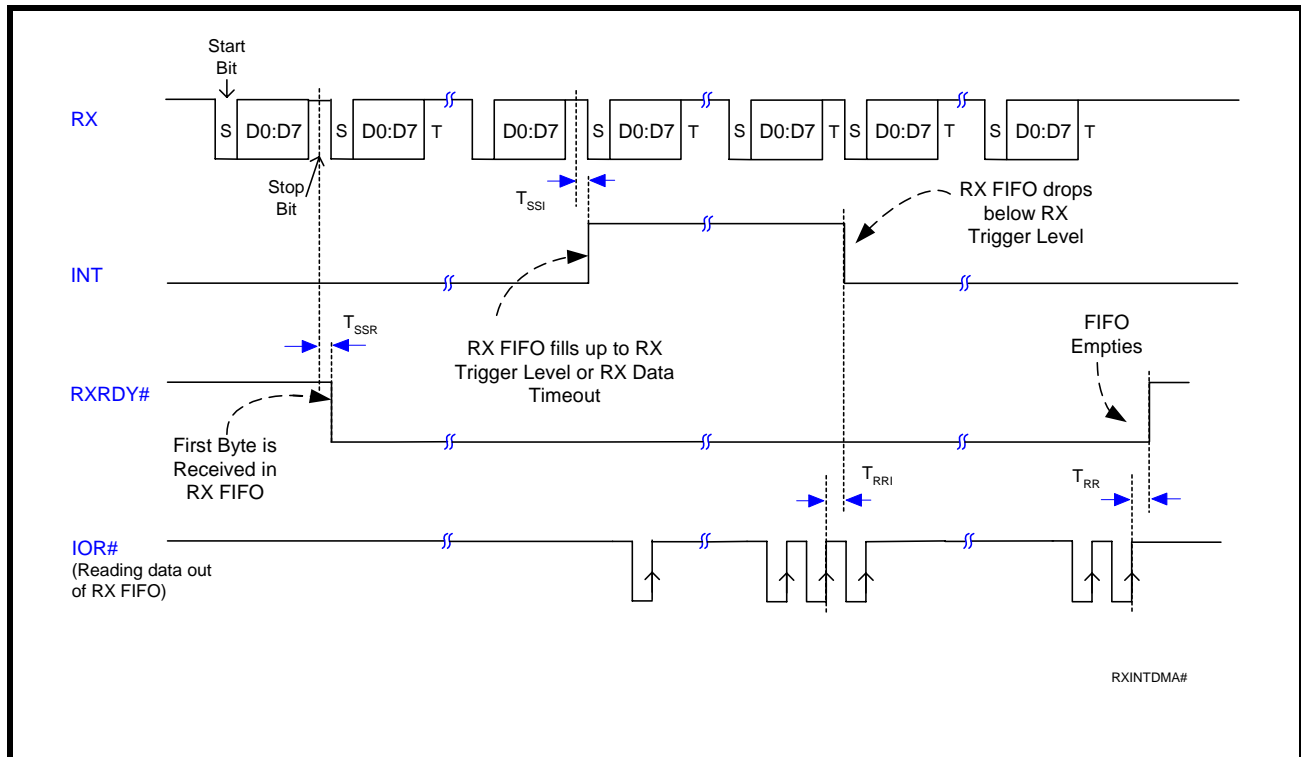 Start
Bit
RX
S D0:D7 S D0:D7 T D0:D7 S D0:D7 T S D0:D7 T S D0:D7 T S D0:D7 T
Stop
Bit
TSSI
RX FIFO drops
below RX
Trigger Level
INT
TSSR
RX FIFO fills up to RX
Trigger Level or RX Data
Timeout
FIFO
Empties
RXRDY#
First Byte is
Received in
RX FIFO
TRRI
TRR
IOR#
(Reading data out
of RX FIFO)
RXINTDMA#